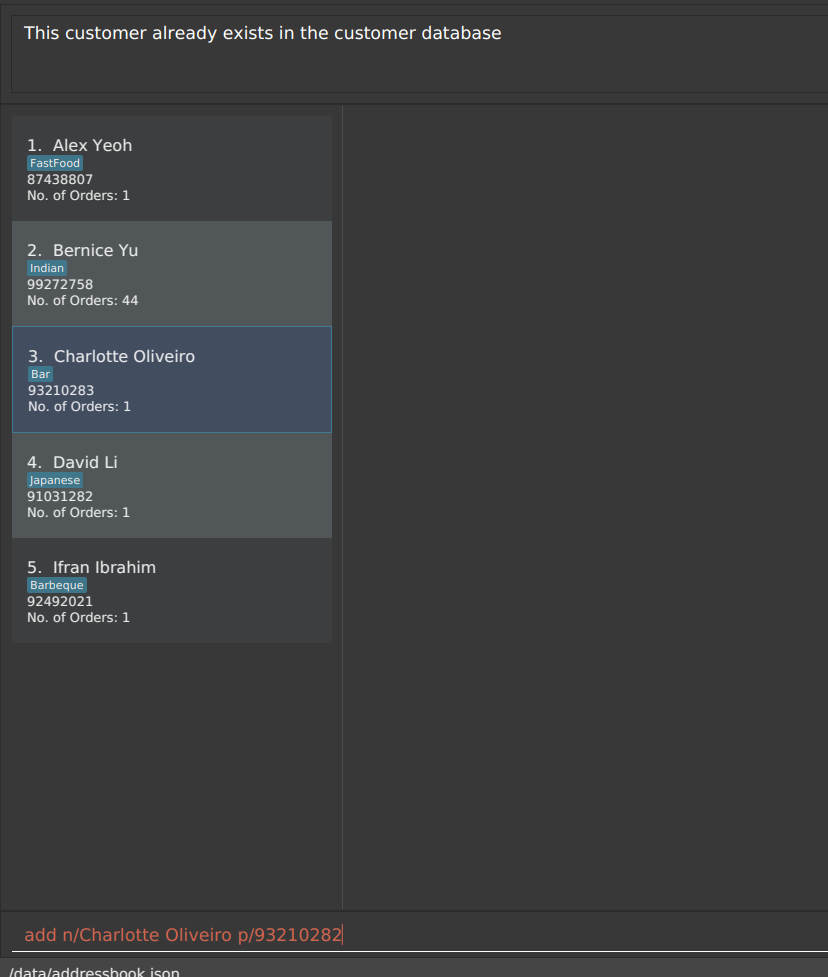 This customer already exists in the customer database
1. Alex Yeoh
FastFood
87438807
No. of Orders: 1
2. Bernice Yu
Indian
99272758
No. of Orders: 44
3. Charlotte Oliveiro
Bar
93210283
No. of Orders: 1
4. David Li
Japanese
91031282
No. of Orders: 1
5. Ifran Ibrahim
Barbeque
92492021
No. of Orders: 1
add n/Charlotte Oliveiro p/93210282
/data/addressbook.json